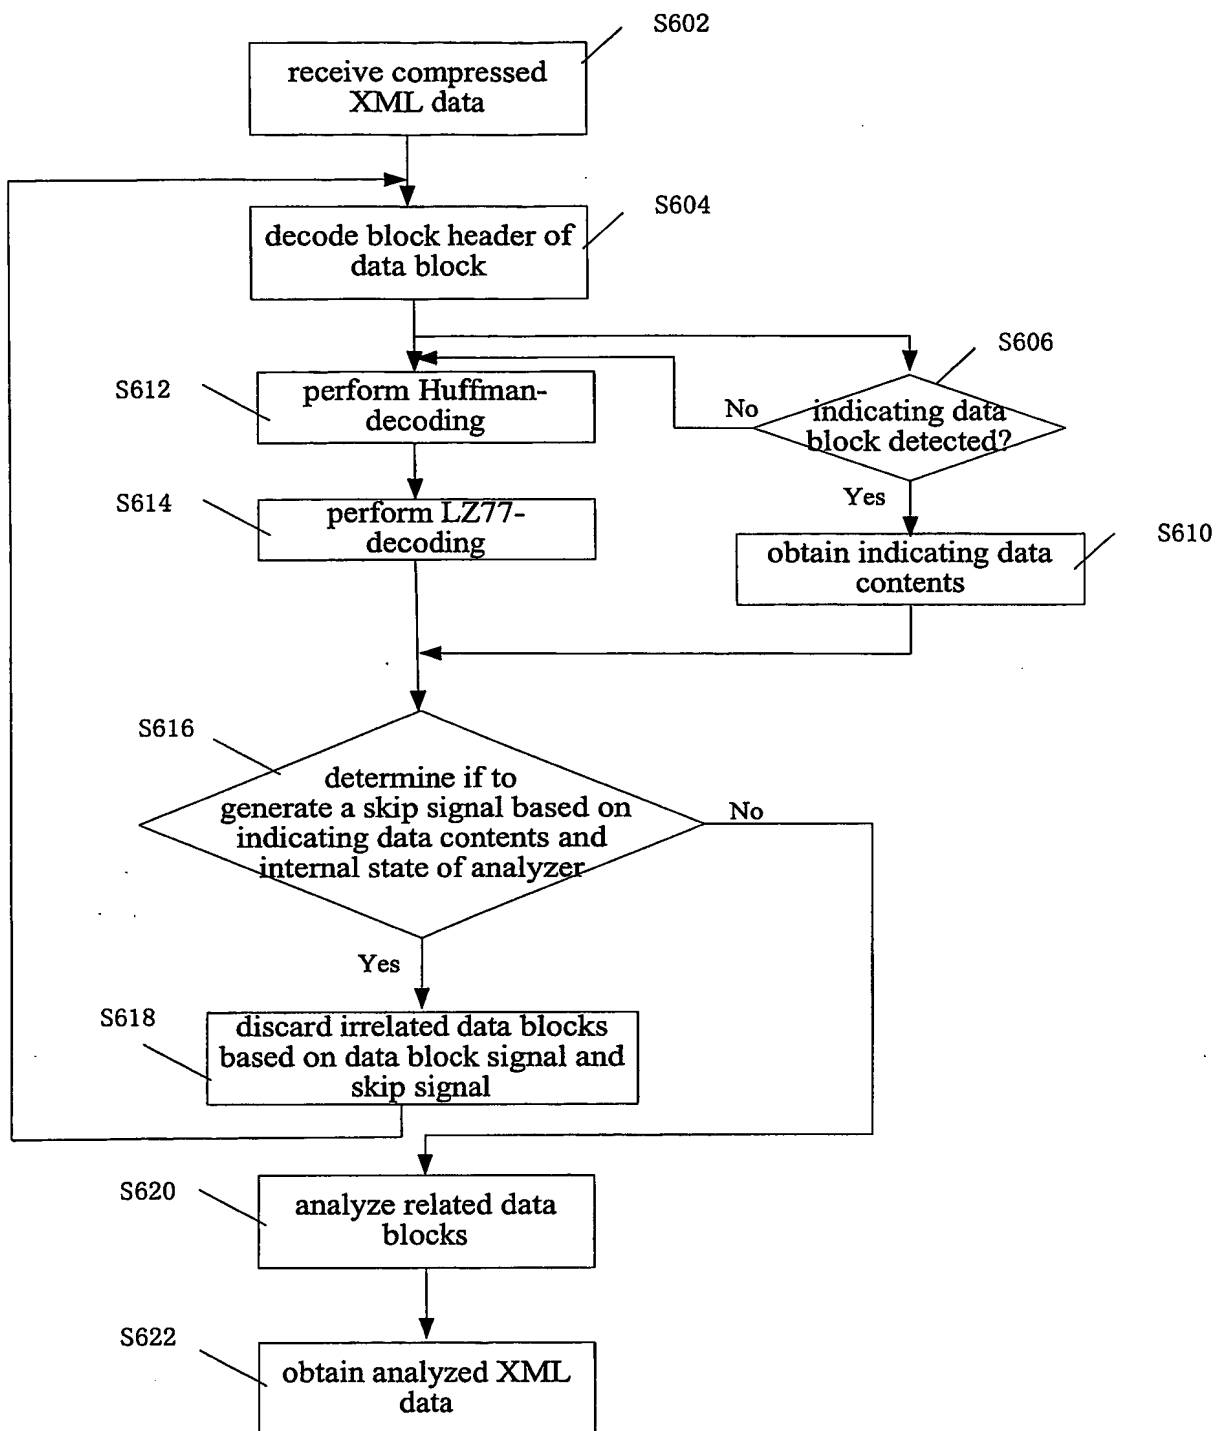 S602
receive compressed
XML data
S604
decode block header of
data block
S606
S612
perform Huffman-
decoding
No
indicating data
block detected?
Yes
S614
perform LZ77-
decoding
S610
obtain indicating data
contents
S616
determine if to
generate a skip signal based on
indicating data contents and
internal state of analyzer
No
Yes
S618
discard irrelated data blocks
based on data block signal and
skip signal
S620
analyze related data
blocks
S622
obtain analyzed XML
data